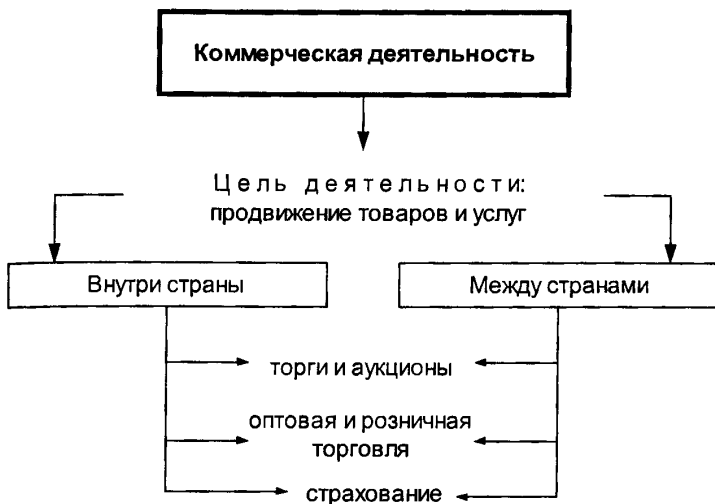 Коммерческая деятельность
Цель деятельности:
продвижение товаров и услуг
Внутри страны
Между странами
торги и аукционы
оптовая и розничная
торговля
страхование